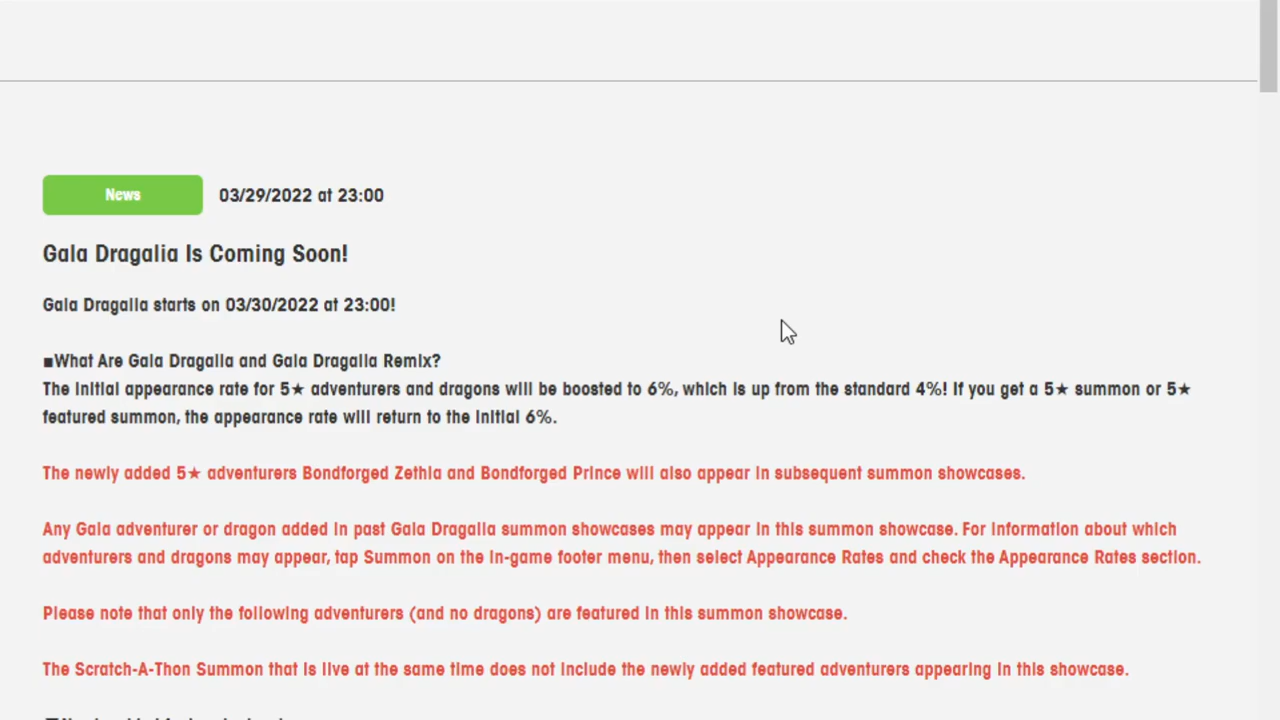 News 03/29/2022 at 23:00
Gala Dragalia Is Coming Soon!
Gala Dragalia starts on 03/30/2022 at 23:00!
■What Are Gala Dragalia and Gala Dragalia Remix?
The initial appearance rate for 5★ adventurers and dragons will be boosted to 6%, which is up from the standard 4%! If you get a 5★ summon or 5★
featured summon, the appearance rate will return to the initial 6%.
The newly added 5★ adventurers Bondforged Zethia and Bondforged Prince will also appear in subsequent summon showcases.
Any Gala adventurer or dragon added in past Gala Dragalia summon showcases may appear in this summon showcase. For information about which
adventurers and dragons may appear, tap Summon on the in-game footer menu, then select Appearance Rates and check the Appearance Rates section.
Please note that only the following adventurers (and no dragons) are featured in this summon showcase.
The Scratch-A-Thon Summon that is live at the same time does not include the newly added featured adventurers appearing in this showcase.